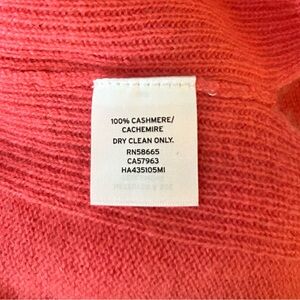 100% CASHMERE/
CACHEMIRE
DRY CLEAN ONLY.
RN58665
CA57963
HA435105MI